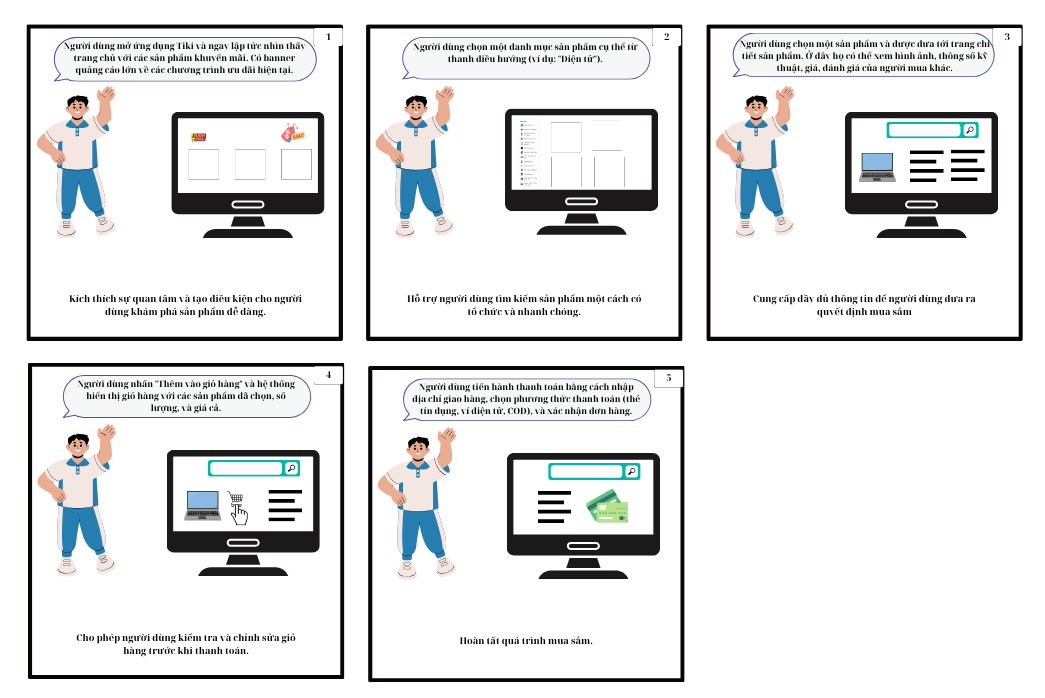 1
Người dùng mở ứng dụng Tiki và ngay lập tức nhìn thấy
trang chủ với các sản phẩm khuyến mãi. Có banner
quảng cáo lớn về các chương trình ưu đãi hiện tại.
Kích thích sự quan tâm và tạo điều kiện cho người
dùng khám phá sản phẩm dễ dàng.
2
Người dùng chọn một danh mục sản phẩm cụ thể từ
thanh điều hướng (ví dụ: "Điện tử").
Hỗ trợ người dùng tìm kiếm sản phẩm một cách có
tổ chức và nhanh chóng.
3
Người dùng chọn một sản phẩm và được đưa tới trang chi
tiết sản phẩm. Ở đây họ có thể xem hình ảnh, thông số kỹ
thuật, giá, đánh giá của người mua khác.
Cung cấp đầy đủ thông tin để người dùng đưa ra
quyết định mua sắm
4
Người dùng nhấn "Thêm vào giỏ hàng" và hệ thống
hiển thị giỏ hàng với các sản phẩm đã chọn, số
lượng, và giá cả.
Cho phép người dùng kiểm tra và chỉnh sửa giỏ
hàng trước khi thanh toán.
5
Người dùng tiến hành thanh toán bằng cách nhập
địa chỉ giao hàng, chọn phương thức thanh toán (thẻ
tín dụng, ví điện tử, COD), và xác nhận đơn hàng.
Hoàn tất quá trình mua sắm.